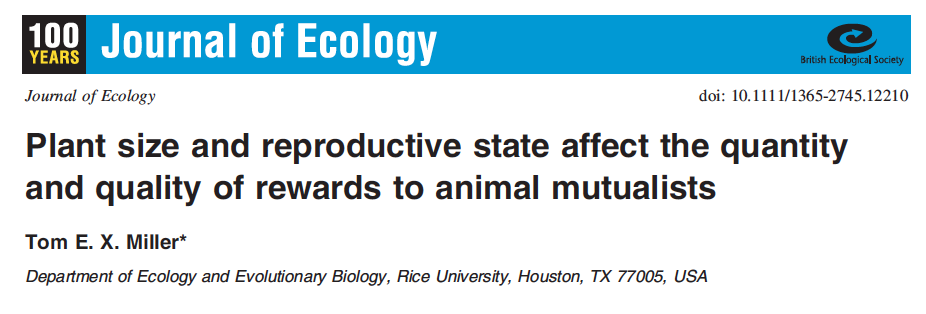 100
YEARS
Journal of Ecology
British Ecological Society
Journal of Ecology
doi: 10.1111/1365-2745.12210
Plant size and reproductive state affect the quantity
and quality of rewards to animal mutualists
Tom E. X. Miller*
Department of Ecology and Evolutionary Biology, Rice University, Houston, TX 77005, USA